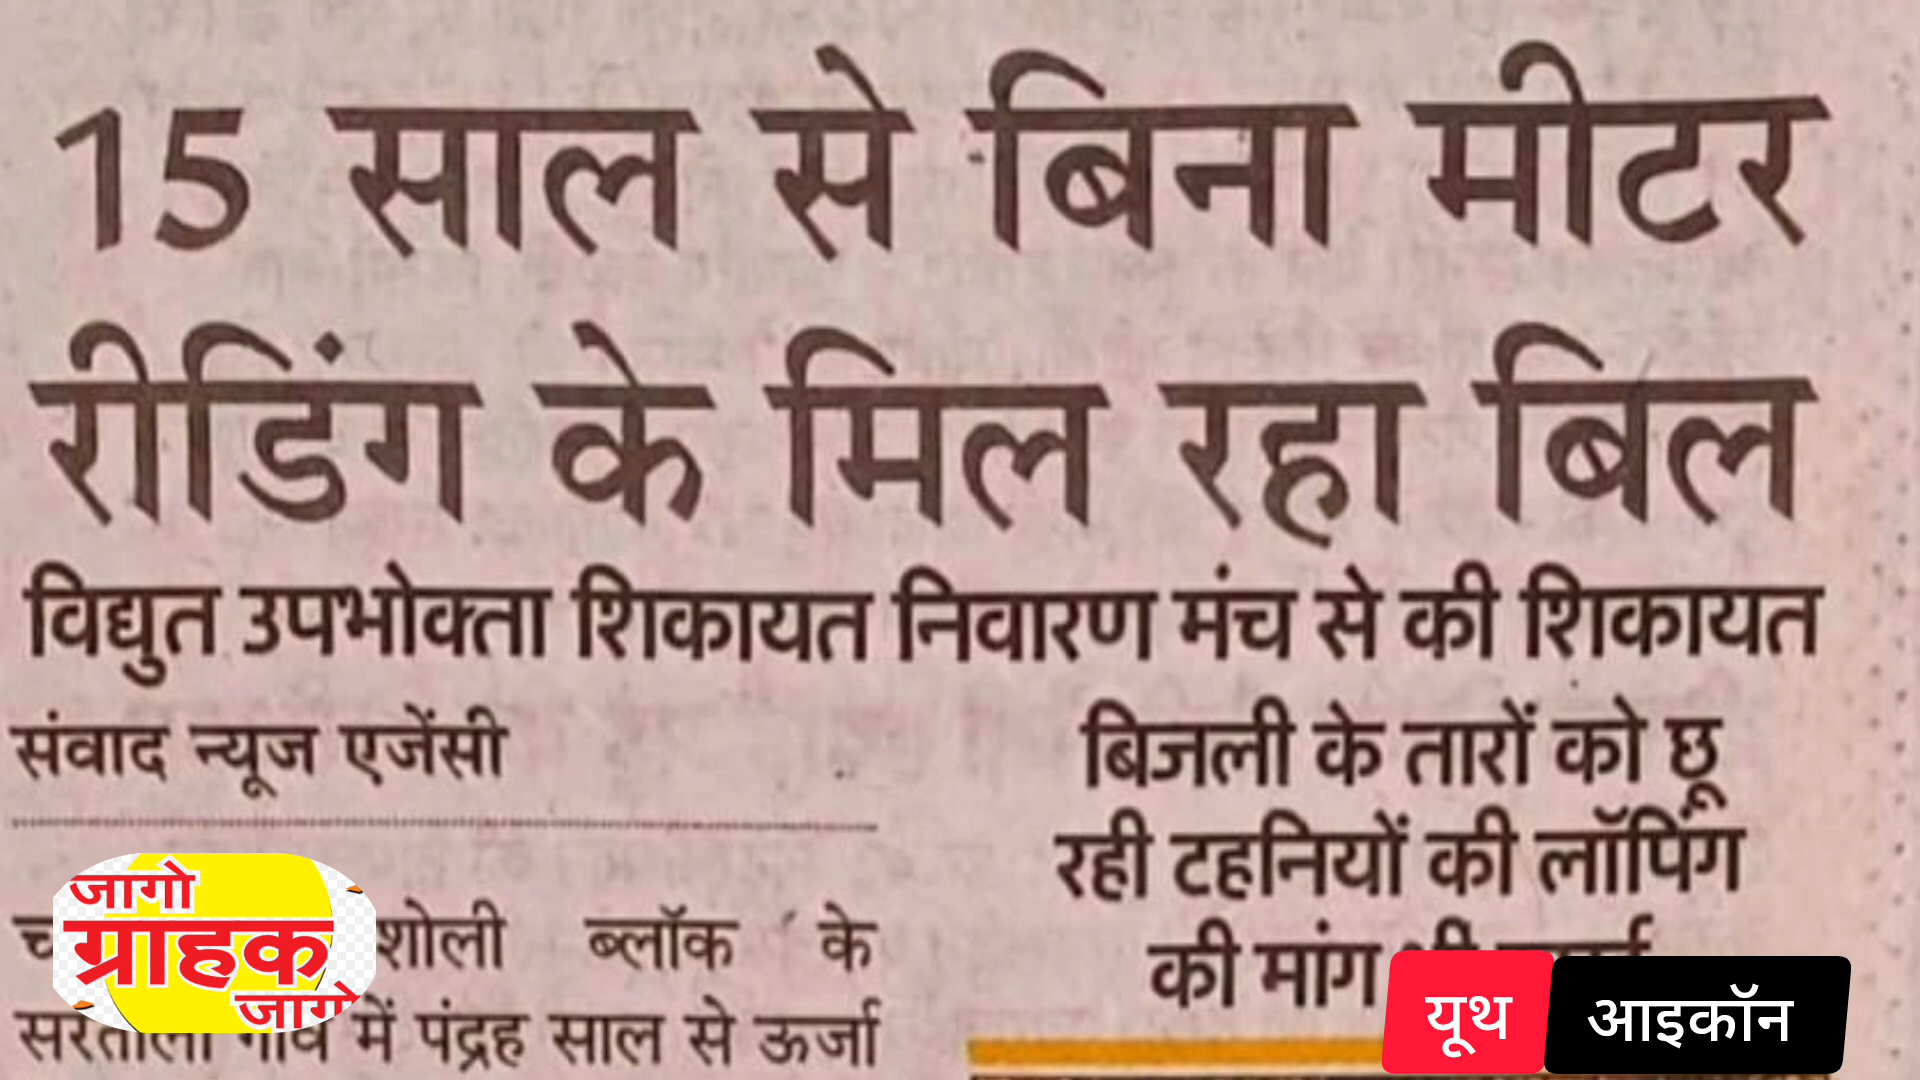 15 साल से बिना मीटर
रीडिंग के मिल रहा बिल
विद्युत उपभोक्ता शिकायत निवारण मंच से की शिकायत
संवाद न्यूज एजेंसी
शोली ब्लॉक के
में पंद्रह साल से ऊर्जा
बिजली के तारों को छू
रही टहनियों की लॉपिंग
की मांग
जागो
ग्राहक
जागो
यूथ आइकॉन